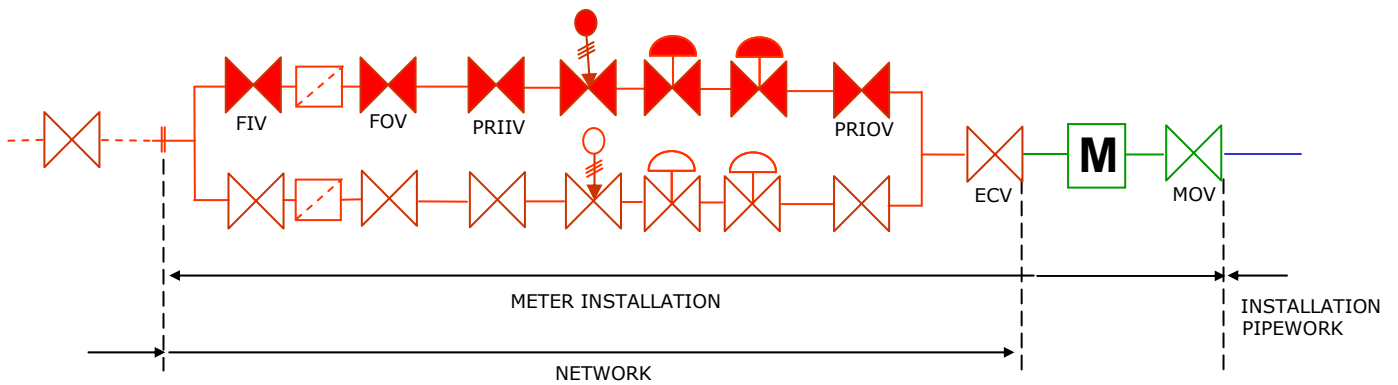 FIV
FOV
PRIIV
PRIOV
ECV
M
MOV
METER INSTALLATION
INSTALLATION
PIPEWORK
NETWORK